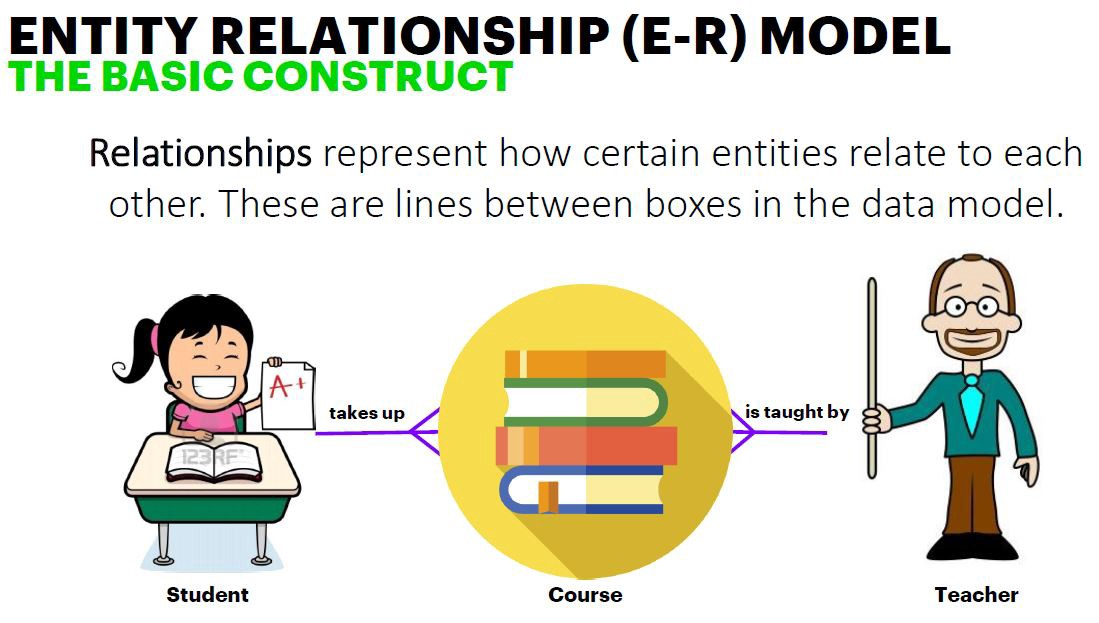 ENTITY RELATIONSHIP (E-R) MODEL
THE BASIC CONSTRUCT
Relationships represent how certain entities relate to each
other. These are lines between boxes in the data model.
A+
takes up
is taught by
123RF
Student
Course
Teacher